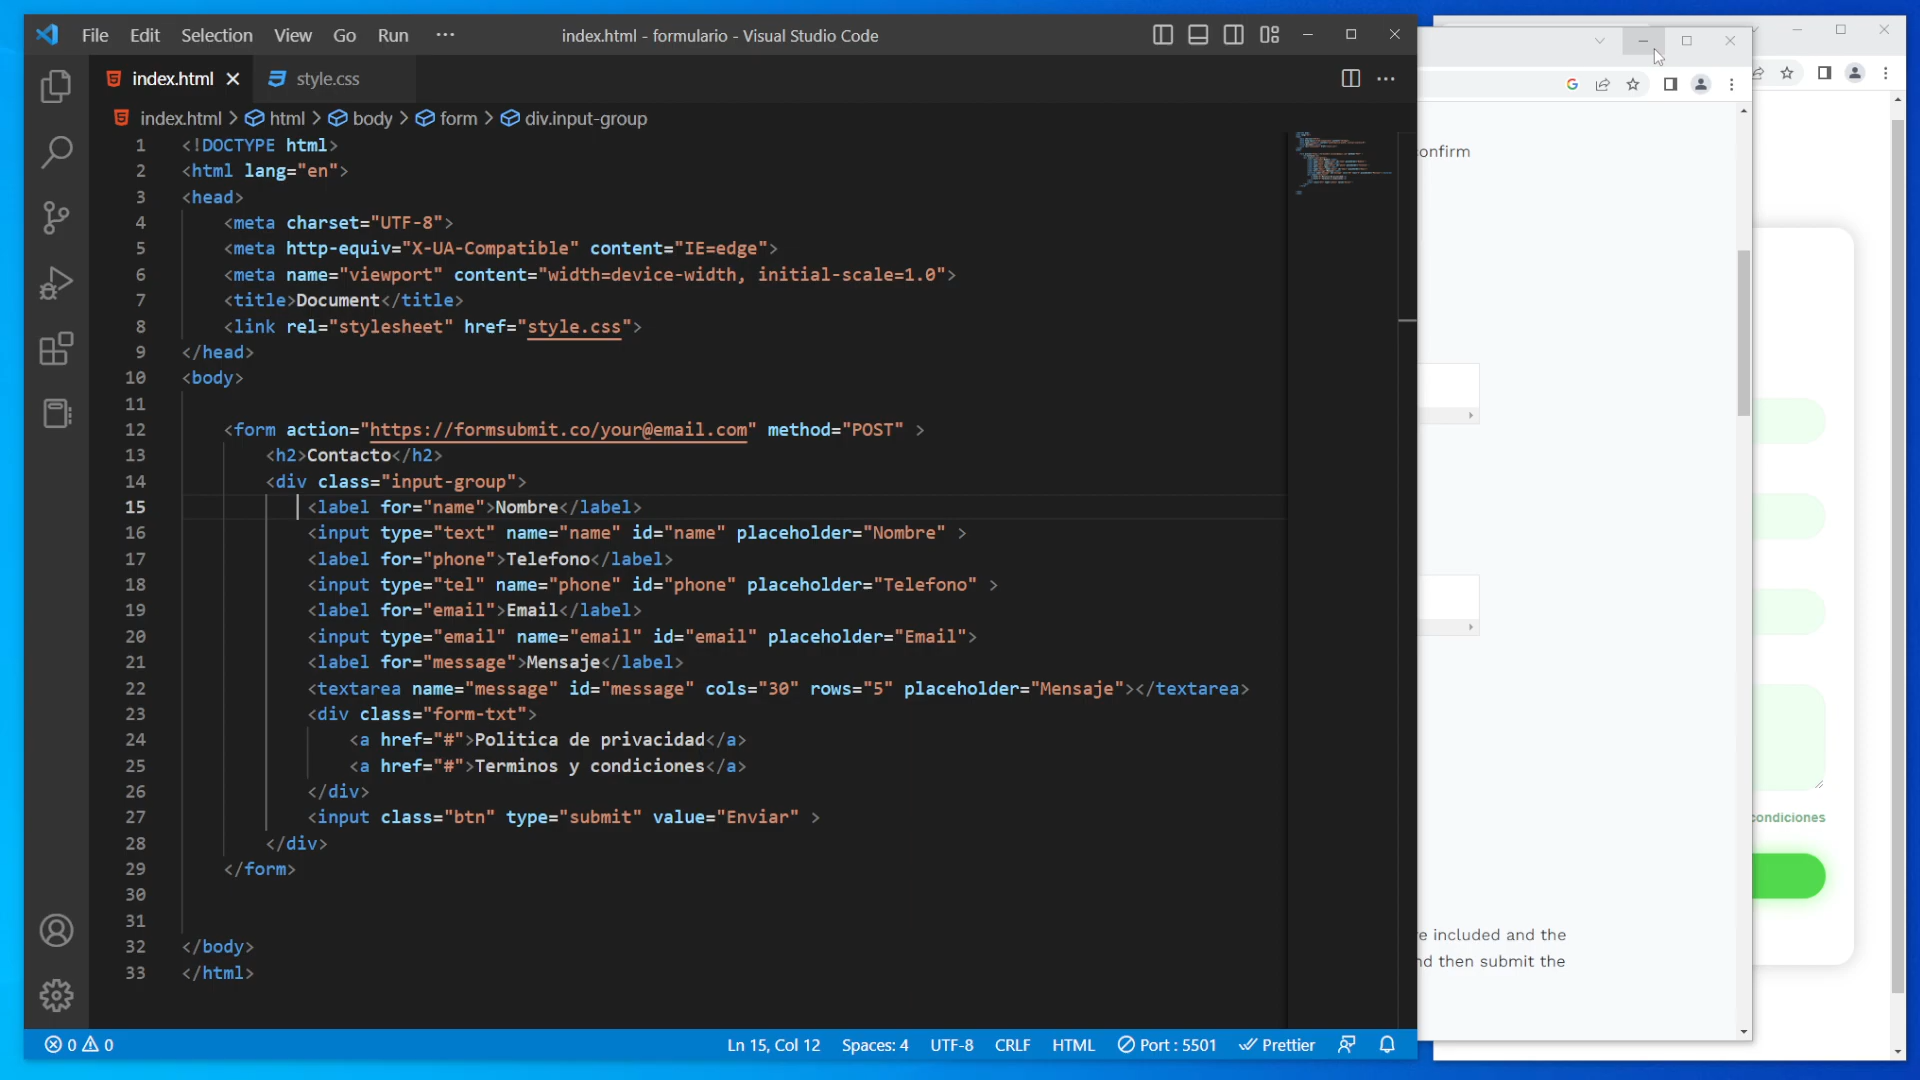 File Edit Selection View Go Run ··· index.html - formulario - Visual Studio Code
index.html style.css
index.html > html > body > form > div.input-group
1 <!DOCTYPE html>
2 <html lang="en">
3 <head>
4 <meta charset="UTF-8">
5 <meta http-equiv="X-UA-Compatible" content="IE=edge">
6 <meta name="viewport" content="width=device-width, initial-scale=1.0">
7 <title>Document</title>
8 <link rel="stylesheet" href="style.css">
9 </head>
10 <body>
11
12 <form action="https://formsubmit.co/your@email.com" method="POST" >
13 <h2>Contacto</h2>
14 <div class="input-group">
15 <label for="name">Nombre</label>
16 <input type="text" name="name" id="name" placeholder="Nombre" >
17 <label for="phone">Telefono</label>
18 <input type="tel" name="phone" id="phone" placeholder="Telefono" >
19 <label for="email">Email</label>
20 <input type="email" name="email" id="email" placeholder="Email">
21 <label for="message">Mensaje</label>
22 <textarea name="message" id="message" cols="30" rows="5" placeholder="Mensaje"></textarea>
23 <div class="form-txt">
24 <a href="#">Politica de privacidad</a>
25 <a href="#">Terminos y condiciones</a>
26 </div>
27 <input class="btn" type="submit" value="Enviar" >
28 </div>
29 </form>
30
31
32 </body>
33 </html>
0 0 Ln 15, Col 12 Spaces: 4 UTF-8 CRLF HTML Port : 5501 Prettier
onfirm
e included and the
nd then submit the
condiciones